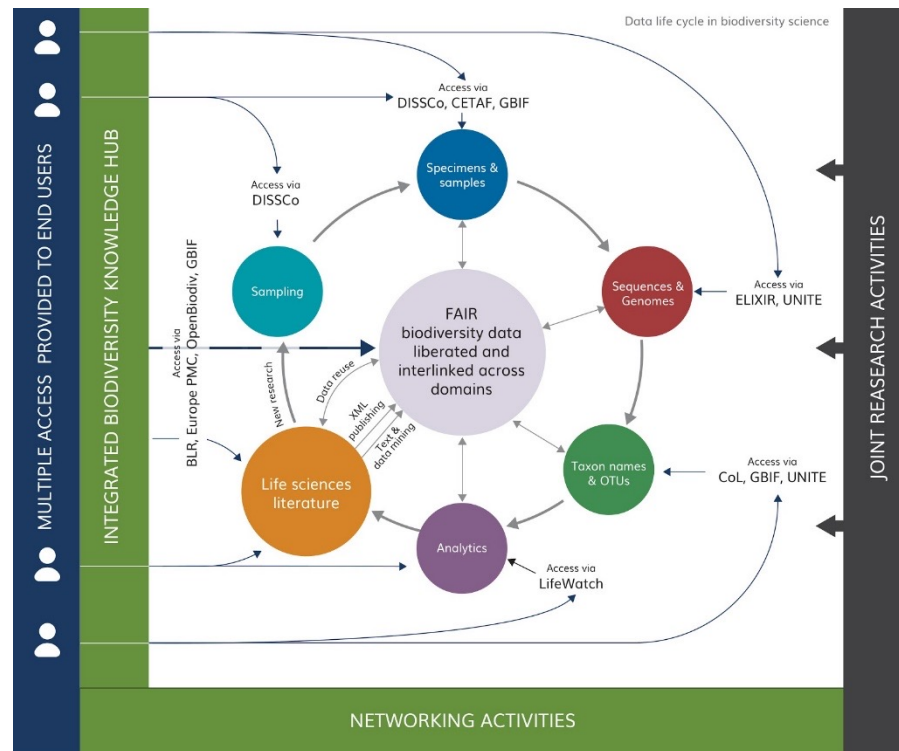 Data life cycle in biodiversity science
MULTIPLE ACCESS PROVIDED TO END USERS
INTEGRATED BIODIVERISITY KNOWLEDGE HUB
Access via
DISSCo, CETAF, GBIF
Specimens &
samples
Access via
DISSCo
Sampling
Sequences &
Genomes
Access via
ELIXIR, UNITE
FAIR
biodiversity data
liberated and
interlinked across
domains
Access via
BLR, Europe PMC, OpenBiodiv, GBIF
New research
Data reuse
XML
publishing
Text &
data mining
Life sciences
literature
Taxon names
& OTUs
Access via
CoL, GBIF, UNITE
Analytics
Access via
LifeWatch
JOINT REASEARCH ACTIVITIES
NETWORKING ACTIVITIES